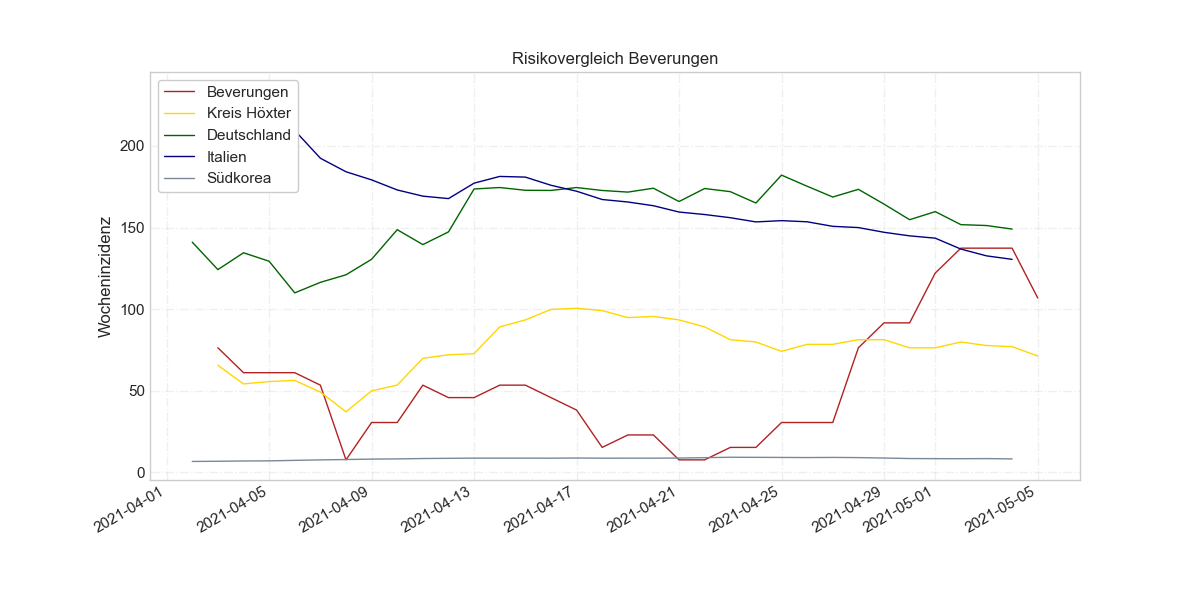 Risikovergleich Beverungen
Beverungen
Kreis Höxter
Deutschland
Italien
Südkorea
Wocheninzidenz
200
150
100
50
0
2021-04-01
2021-04-05
2021-04-09
2021-04-13
2021-04-17
2021-04-21
2021-04-25
2021-04-29
2021-05-01
2021-05-05